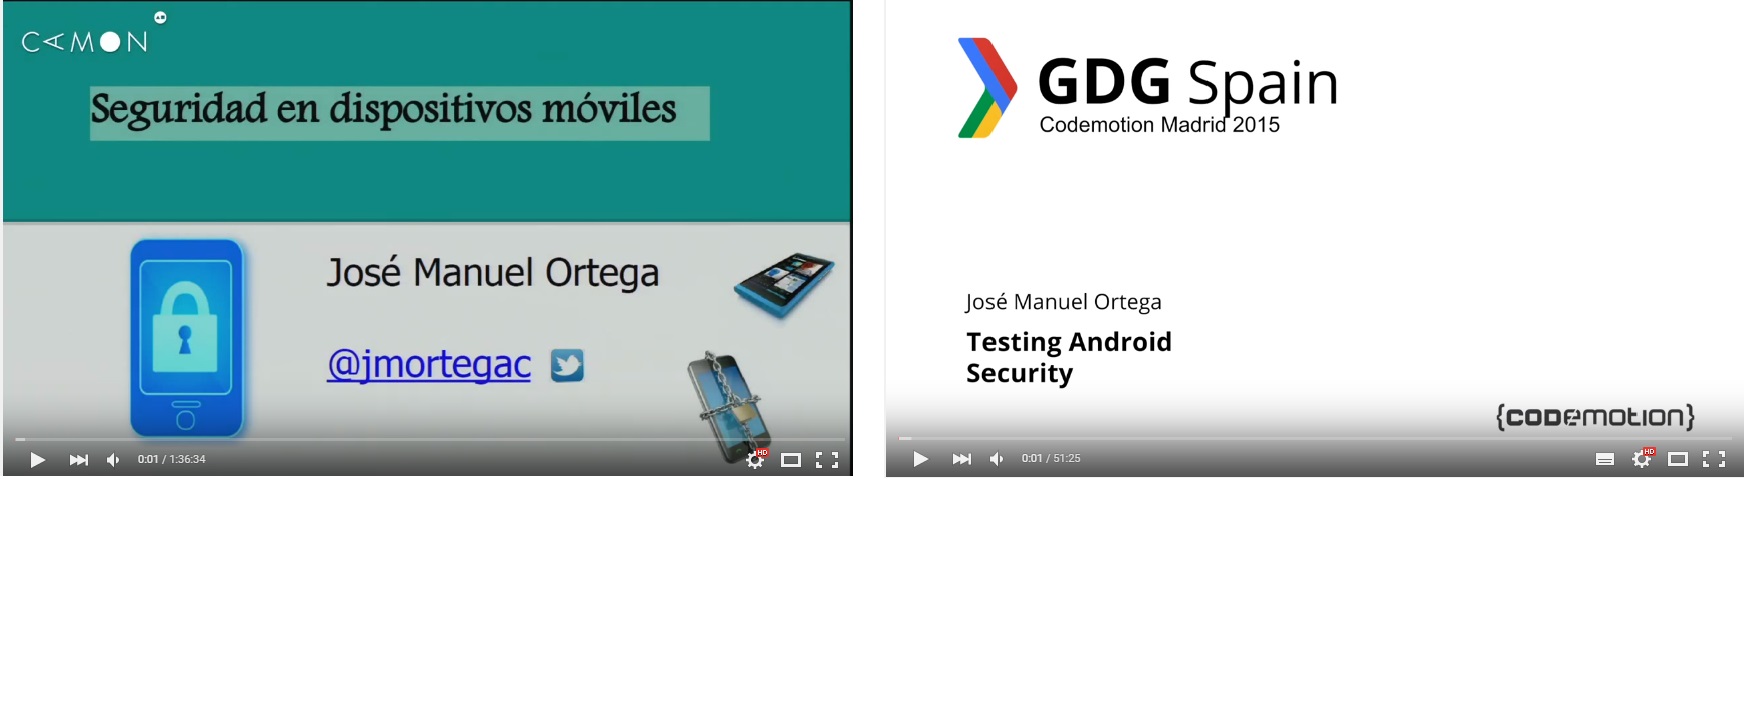 CAMON
Seguridad en dispositivos móviles
José Manuel Ortega
@jmortegac
0:01 / 1:36:34
HD
GDG Spain
Codemotion Madrid 2015
José Manuel Ortega
Testing Android
Security
{codemotion}
0:01 / 51:25
HD